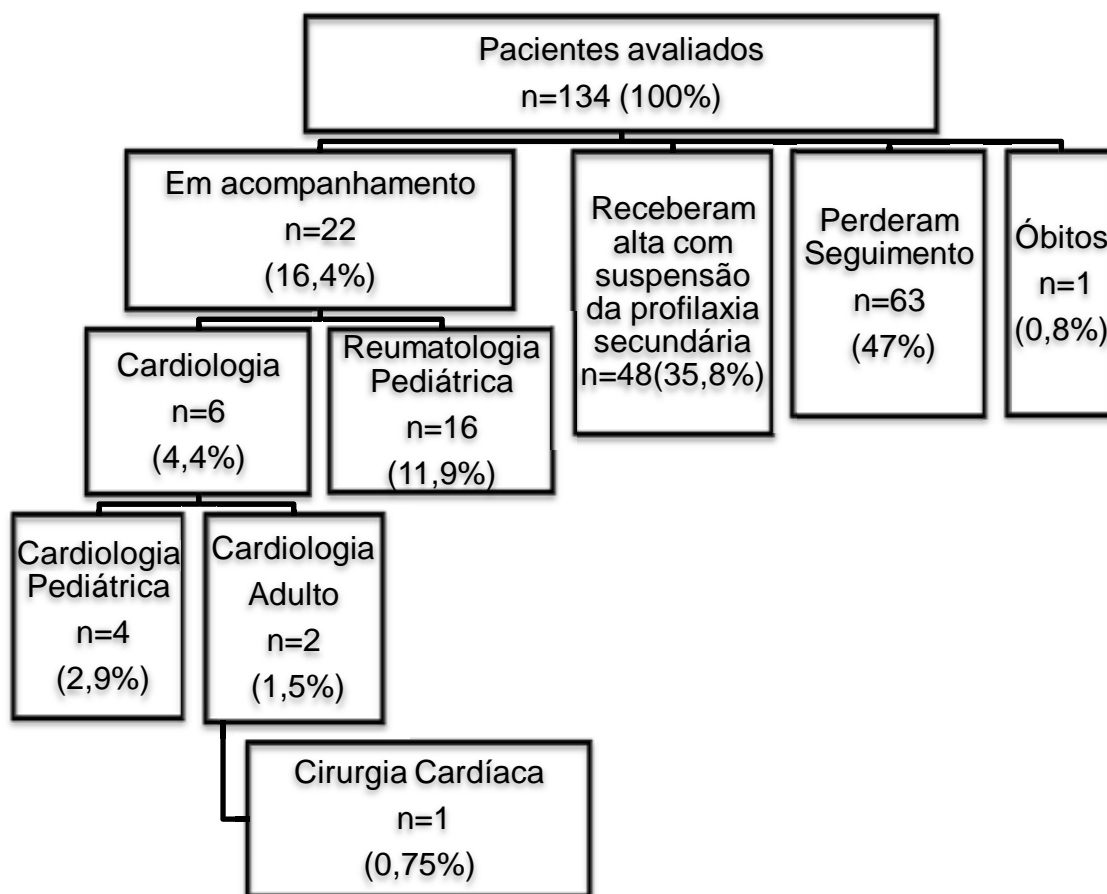 Pacientes avaliados
n=134 (100%)
Em acompanhamento
n=22
(16,4%)
Receberam
alta com
suspensão
da profilaxia
secundária
n=48(35,8%)
Perderam
Seguimento
n=63
(47%)
Óbitos
n=1
(0,8%)
Cardiologia
n=6
(4,4%)
Reumatologia
Pediátrica
n=16
(11,9%)
Cardiologia
Pediátrica
n=4
(2,9%)
Cardiologia
Adulto
n=2
(1,5%)
Cirurgia Cardíaca
n=1
(0,75%)